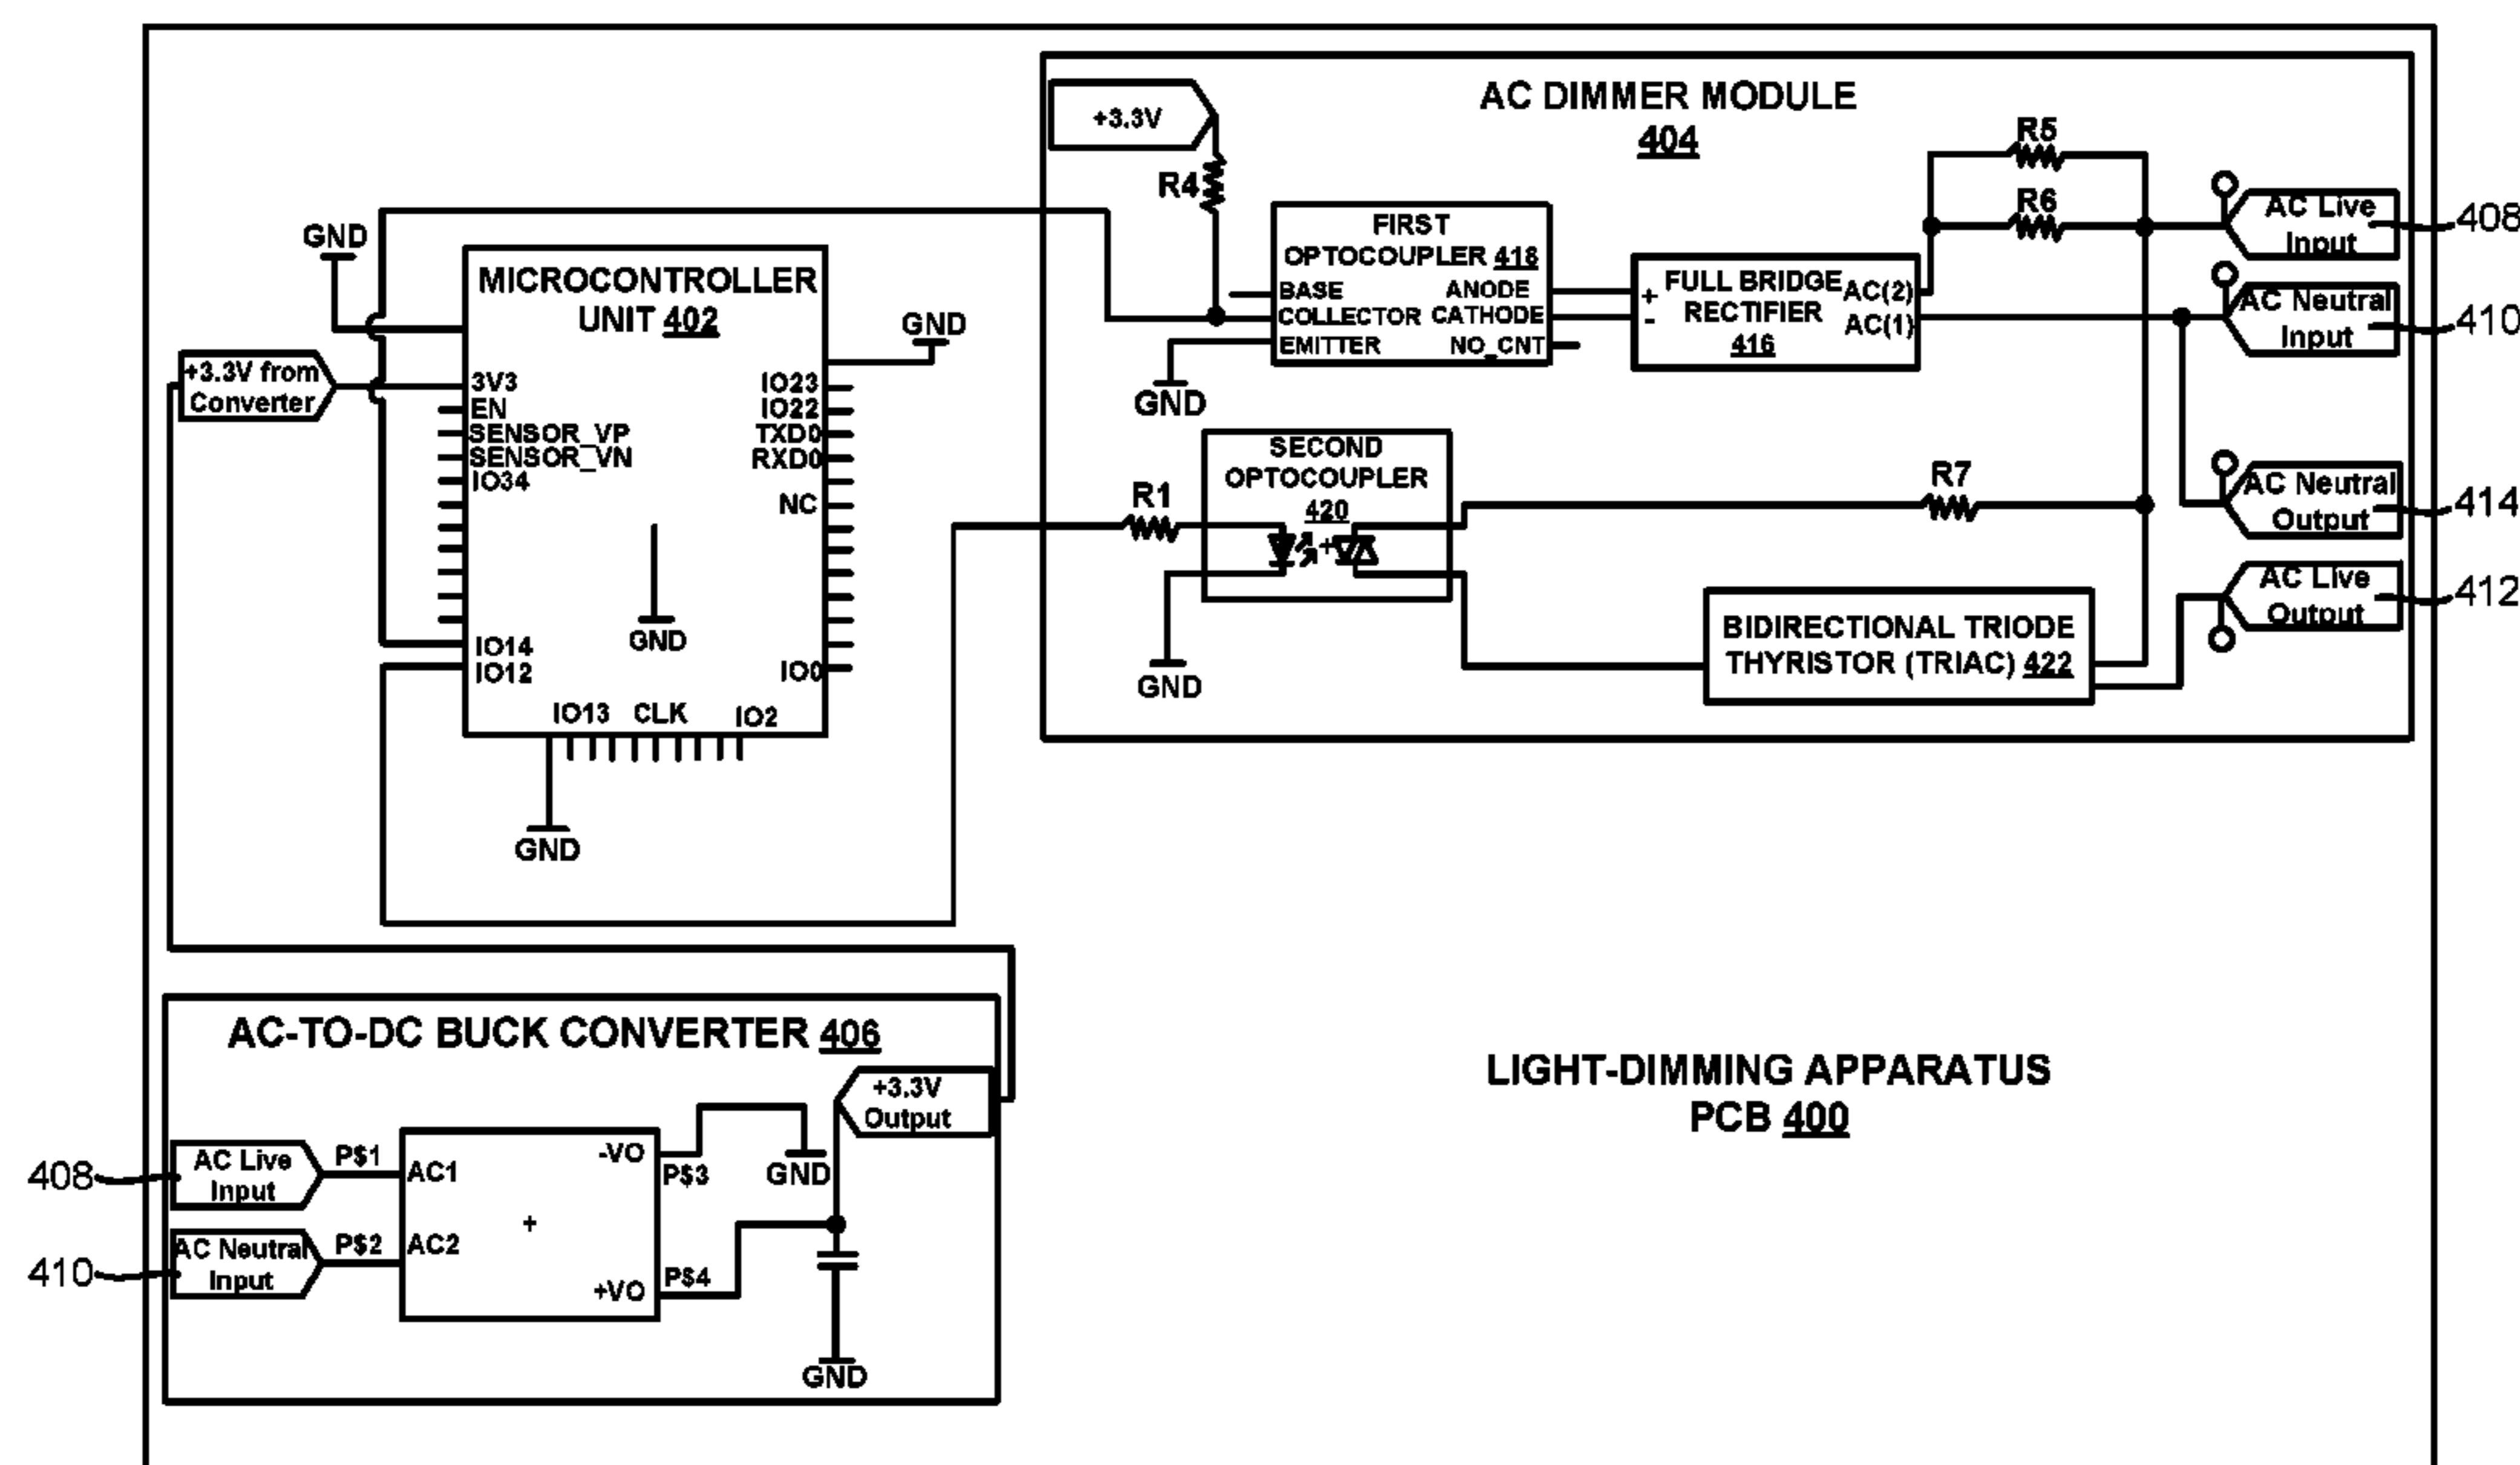 AC DIMMER MODULE
404
+3.3V
R4
R5
R6
AC Live
Input
408
AC Neutral
Input
410
FIRST
OPTOCOUPLER 418
BASE
ANODE
COLLECTOR
CATHODE
EMITTER
NO_CNT
+
-
FULL BRIDGE
RECTIFIER
416
AC(2)
AC(1)
GND
SECOND
OPTOCOUPLER
420
+
R1
R7
GND
AC Neutral
Output
414
AC Live
Output
412
BIDIRECTIONAL TRIODE
THYRISTOR (TRIAC) 422
GND
MICROCONTROLLER
UNIT 402
GND
+3.3V from
Converter
3V3
EN
SENSOR_VP
SENSOR_VN
IO34
IO14
IO12
IO23
IO22
TXD0
RXD0
NC
IO0
GND
IO13
CLK
IO2
GND
AC-TO-DC BUCK CONVERTER 406
+3.3V
Output
408
AC Live
Input
P$1
AC1
410
AC Neutral
Input
P$2
AC2
+
-VO
P$3
GND
+VO
P$4
GND
LIGHT-DIMMING APPARATUS
PCB 400